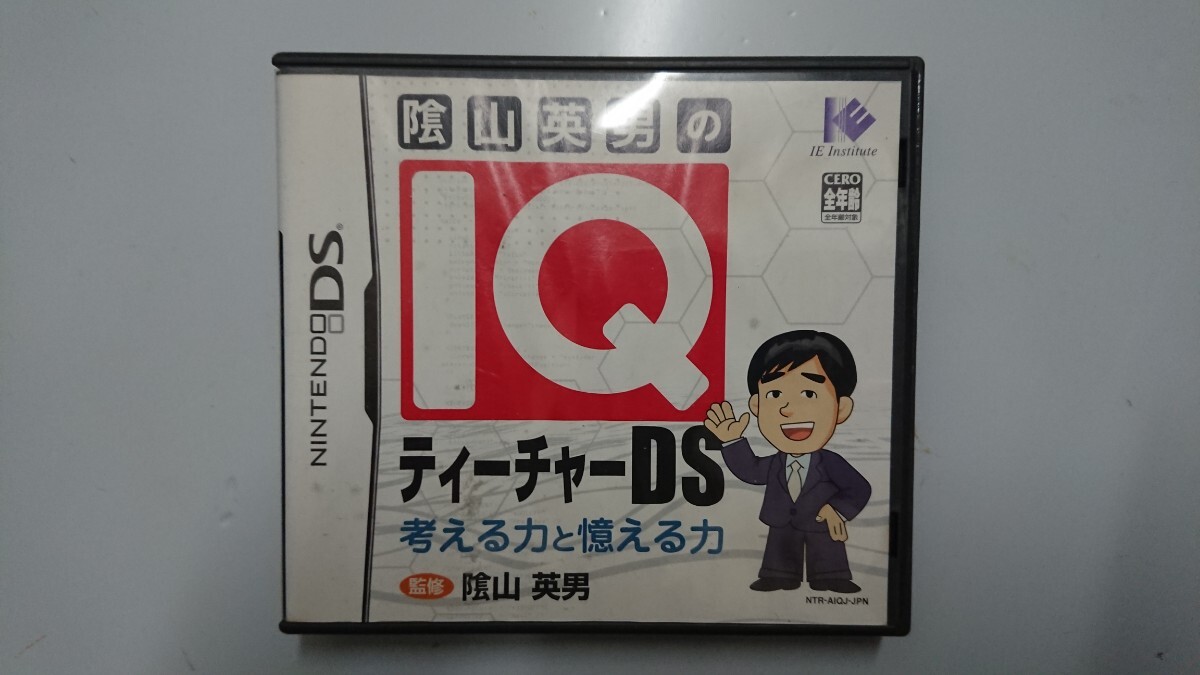 NINTENDO DS®
陰山英男の
IQ
ティーチャーDS
考える力と憶える力
監修 陰山 英男
IE
IE Institute
CERO
全年齢
全年齢対象
NTR-AIQJ-JPN